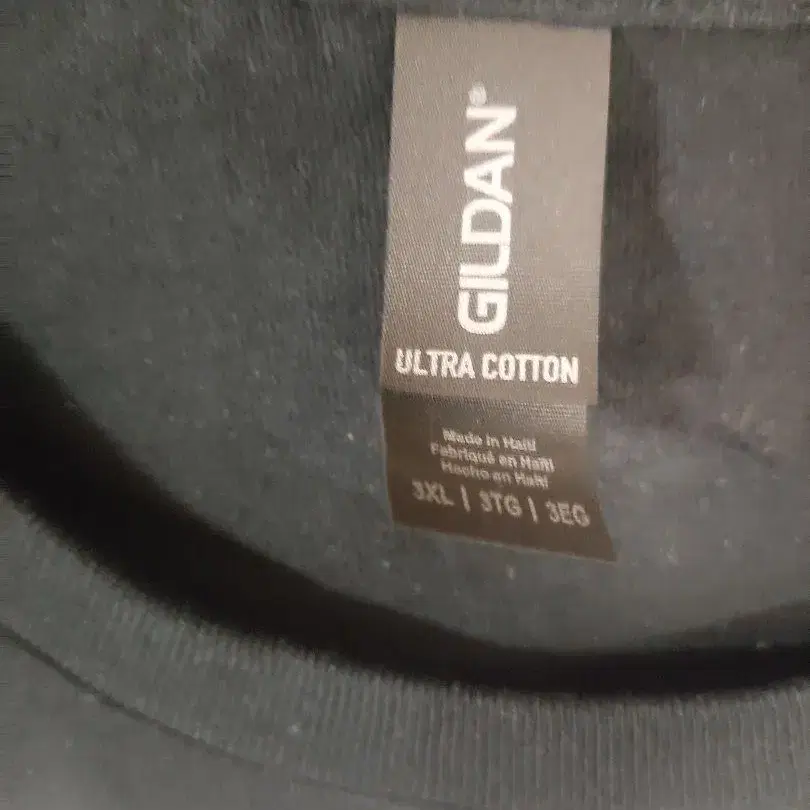 GILDAN®
ULTRA COTTON
Made in Haiti
Fabriqué en Haïti
Hecho en Haití
3XL | 3TG | 3EG